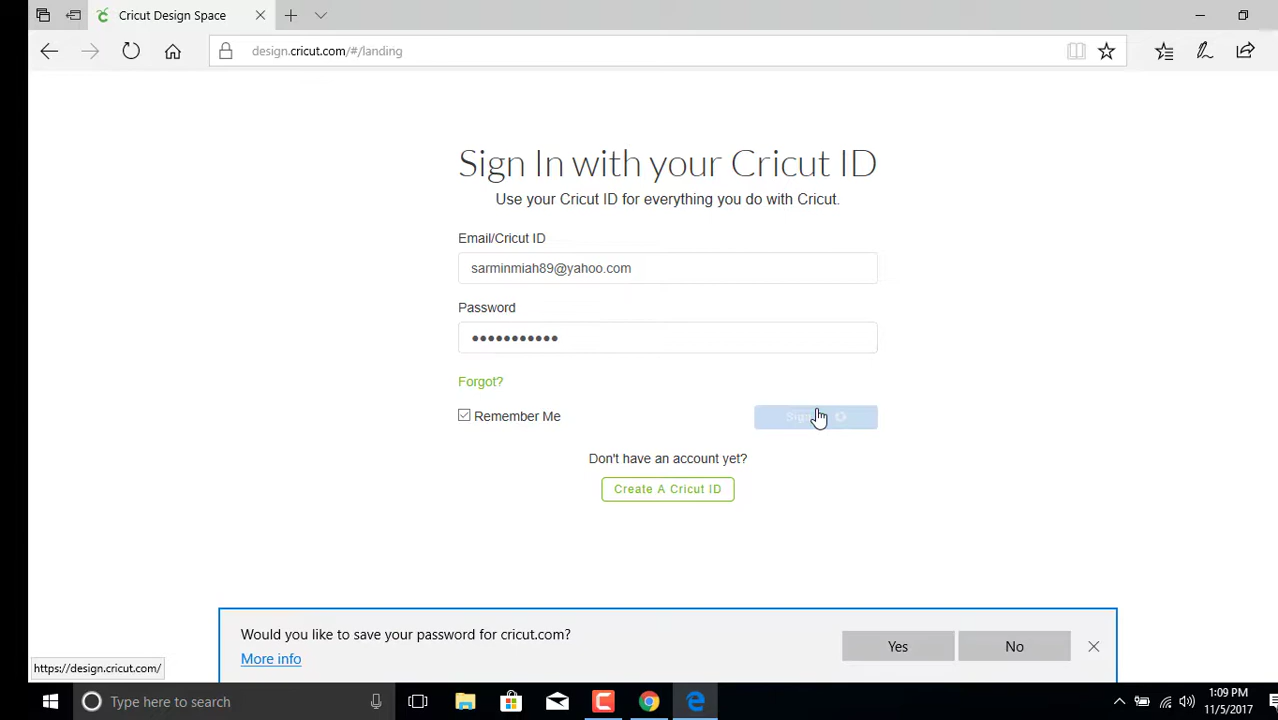 Cricut Design Space
design.cricut.com/#/landing
Sign In with your Cricut ID
Use your Cricut ID for everything you do with Cricut.
Email/Cricut ID
sarminmiah89@yahoo.com
Password
Forgot?
Remember Me
Don't have an account yet?
Create A Cricut ID
Would you like to save your password for cricut.com?
More info
Yes
No
https://design.cricut.com/
Type here to search
1:09 PM
11/5/2017